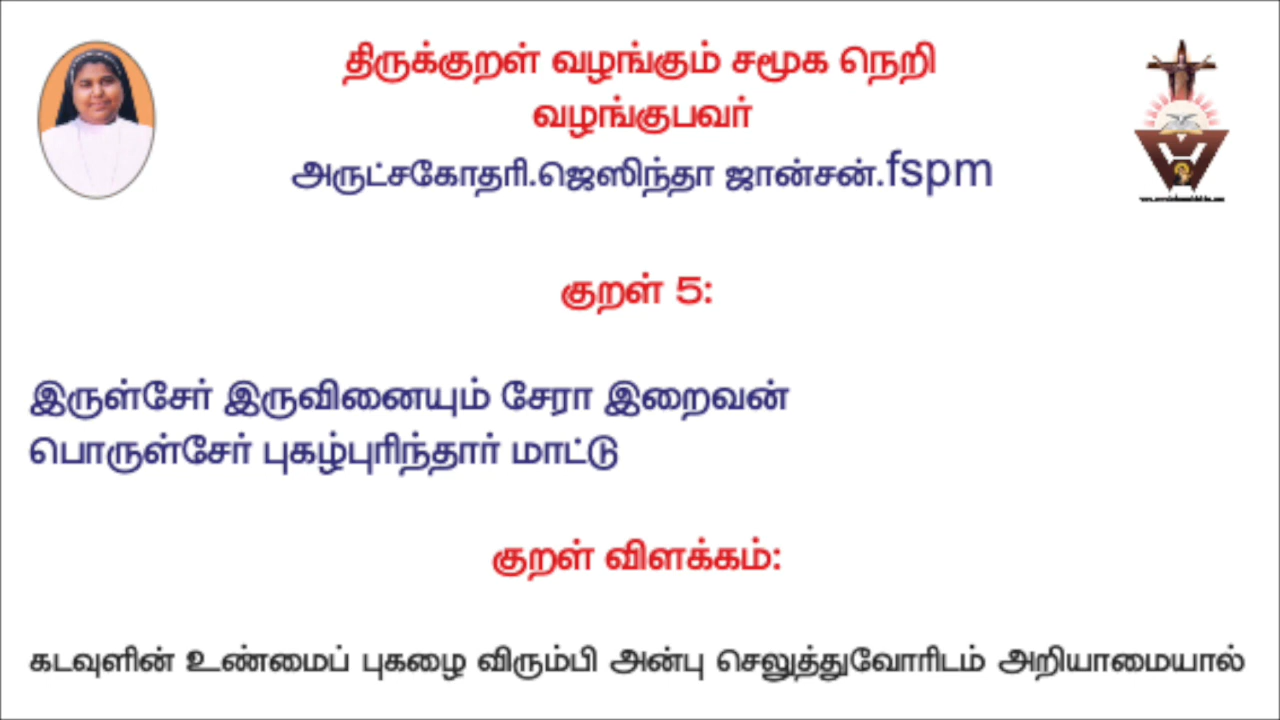 திருக்குறள் வழங்கும் சமூக நெறி
வழங்குபவர்
அருட்சகோதரி.ஜெஸிந்தா ஜான்சன்.fspm
குறள் 5:
இருள்சேர் இருவினையும் சேரா இறைவன்
பொருள்சேர் புகழ்புரிந்தார் மாட்டு
குறள் விளக்கம்:
கடவுளின் உண்மைப் புகழை விரும்பி அன்பு செலுத்துவோரிடம் அறியாமையால்